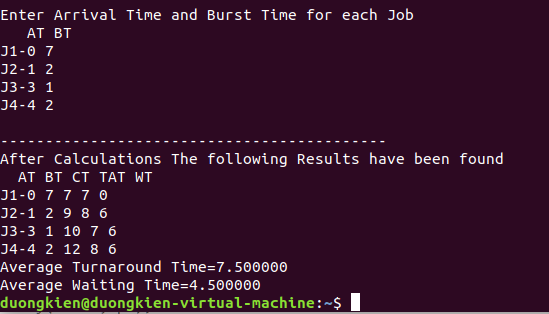 Enter Arrival Time and Burst Time for each Job
AT BT
J1-0 7
J2-1 2
J3-3 1
J4-4 2
-------------------------------------------
After Calculations The following Results have been found
AT BT CT TAT WT
J1-0 7 7 7 0
J2-1 2 9 8 6
J3-3 1 10 7 6
J4-4 2 12 8 6
Average Turnaround Time=7.500000
Average Waiting Time=4.500000
duongkien@duongkien-virtual-machine:~$